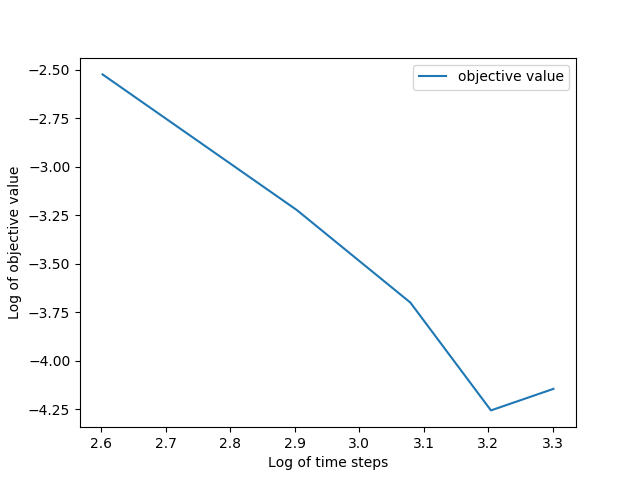 objective value
Log of objective value
−2.50
−2.75
−3.00
−3.25
−3.50
−3.75
−4.00
−4.25
2.6 2.7 2.8 2.9 3.0 3.1 3.2 3.3
Log of time steps